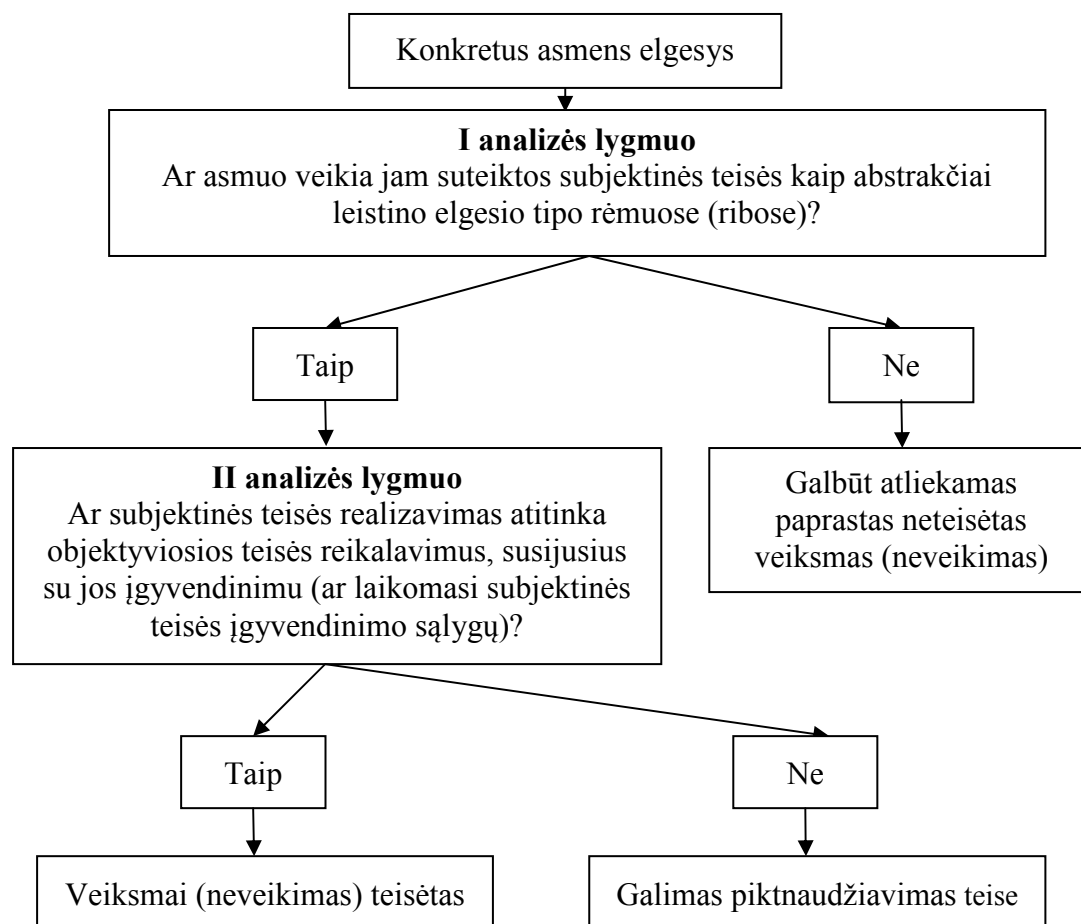 Konkretus asmens elgesys
I analizės lygmuo
Ar asmuo veikia jam suteiktos subjektinės teisės kaip abstrakčiai
leistino elgesio tipo rėmuose (ribose)?
Taip
Ne
II analizės lygmuo
Ar subjektinės teisės realizavimas atitinka
objektyviosios teisės reikalavimus, susijusius
su jos įgyvendinimu (ar laikomasi subjektinės
teisės įgyvendinimo sąlygų)?
Galbūt atliekamas
paprastas neteisėtas
veiksmas (neveikimas)
Taip
Ne
Veiksmai (neveikimas) teisėtas
Galimas piktnaudžiavimas teise